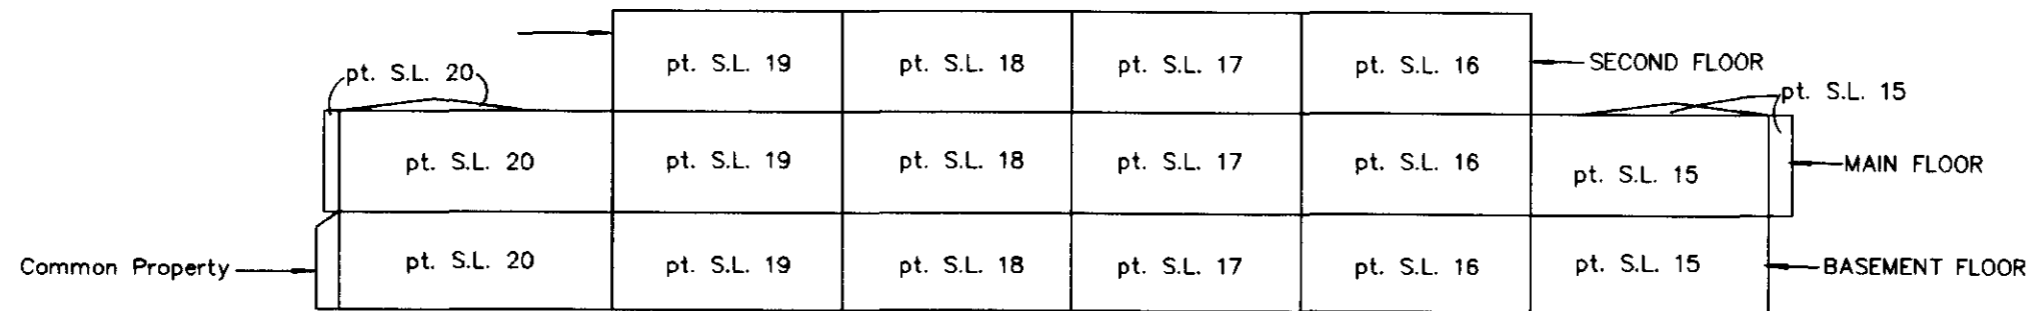 pt. S.L. 19 pt. S.L. 18 pt. S.L. 17 pt. S.L. 16 SECOND FLOOR
pt. S.L. 20 pt. S.L. 15
pt. S.L. 20 pt. S.L. 19 pt. S.L. 18 pt. S.L. 17 pt. S.L. 16 pt. S.L. 15 MAIN FLOOR
Common Property pt. S.L. 20 pt. S.L. 19 pt. S.L. 18 pt. S.L. 17 pt. S.L. 16 pt. S.L. 15 BASEMENT FLOOR